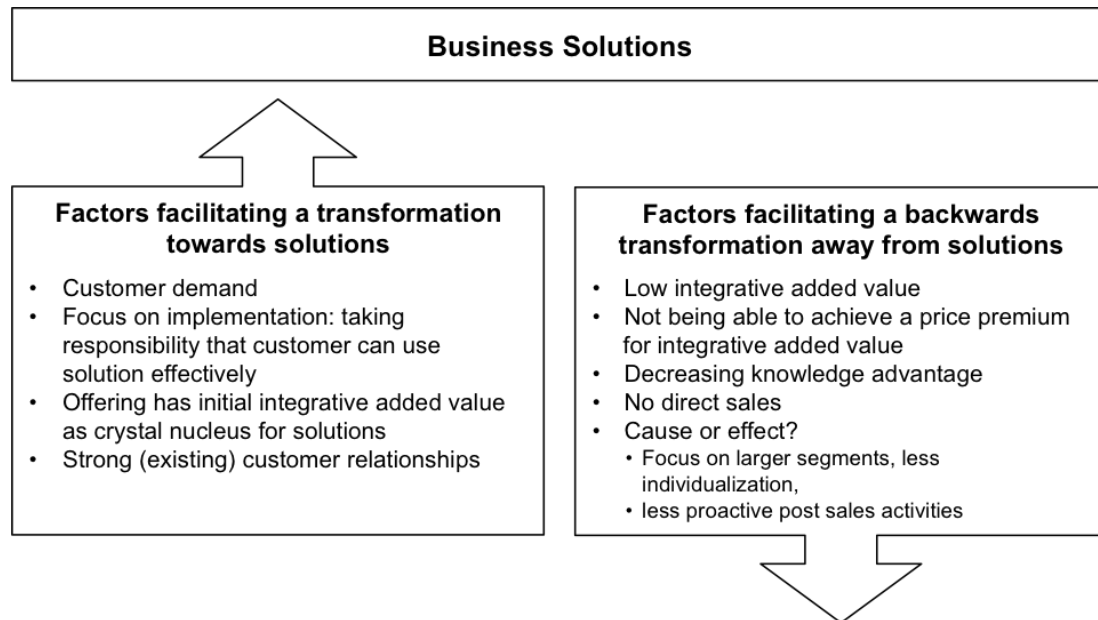 Business Solutions
Factors facilitating a transformation
towards solutions
• Customer demand
• Focus on implementation: taking
responsibility that customer can use
solution effectively
• Offering has initial integrative added value
as crystal nucleus for solutions
• Strong (existing) customer relationships
Factors facilitating a backwards
transformation away from solutions
• Low integrative added value
• Not being able to achieve a price premium
for integrative added value
• Decreasing knowledge advantage
• No direct sales
• Cause or effect?
• Focus on larger segments, less
individualization,
• less proactive post sales activities